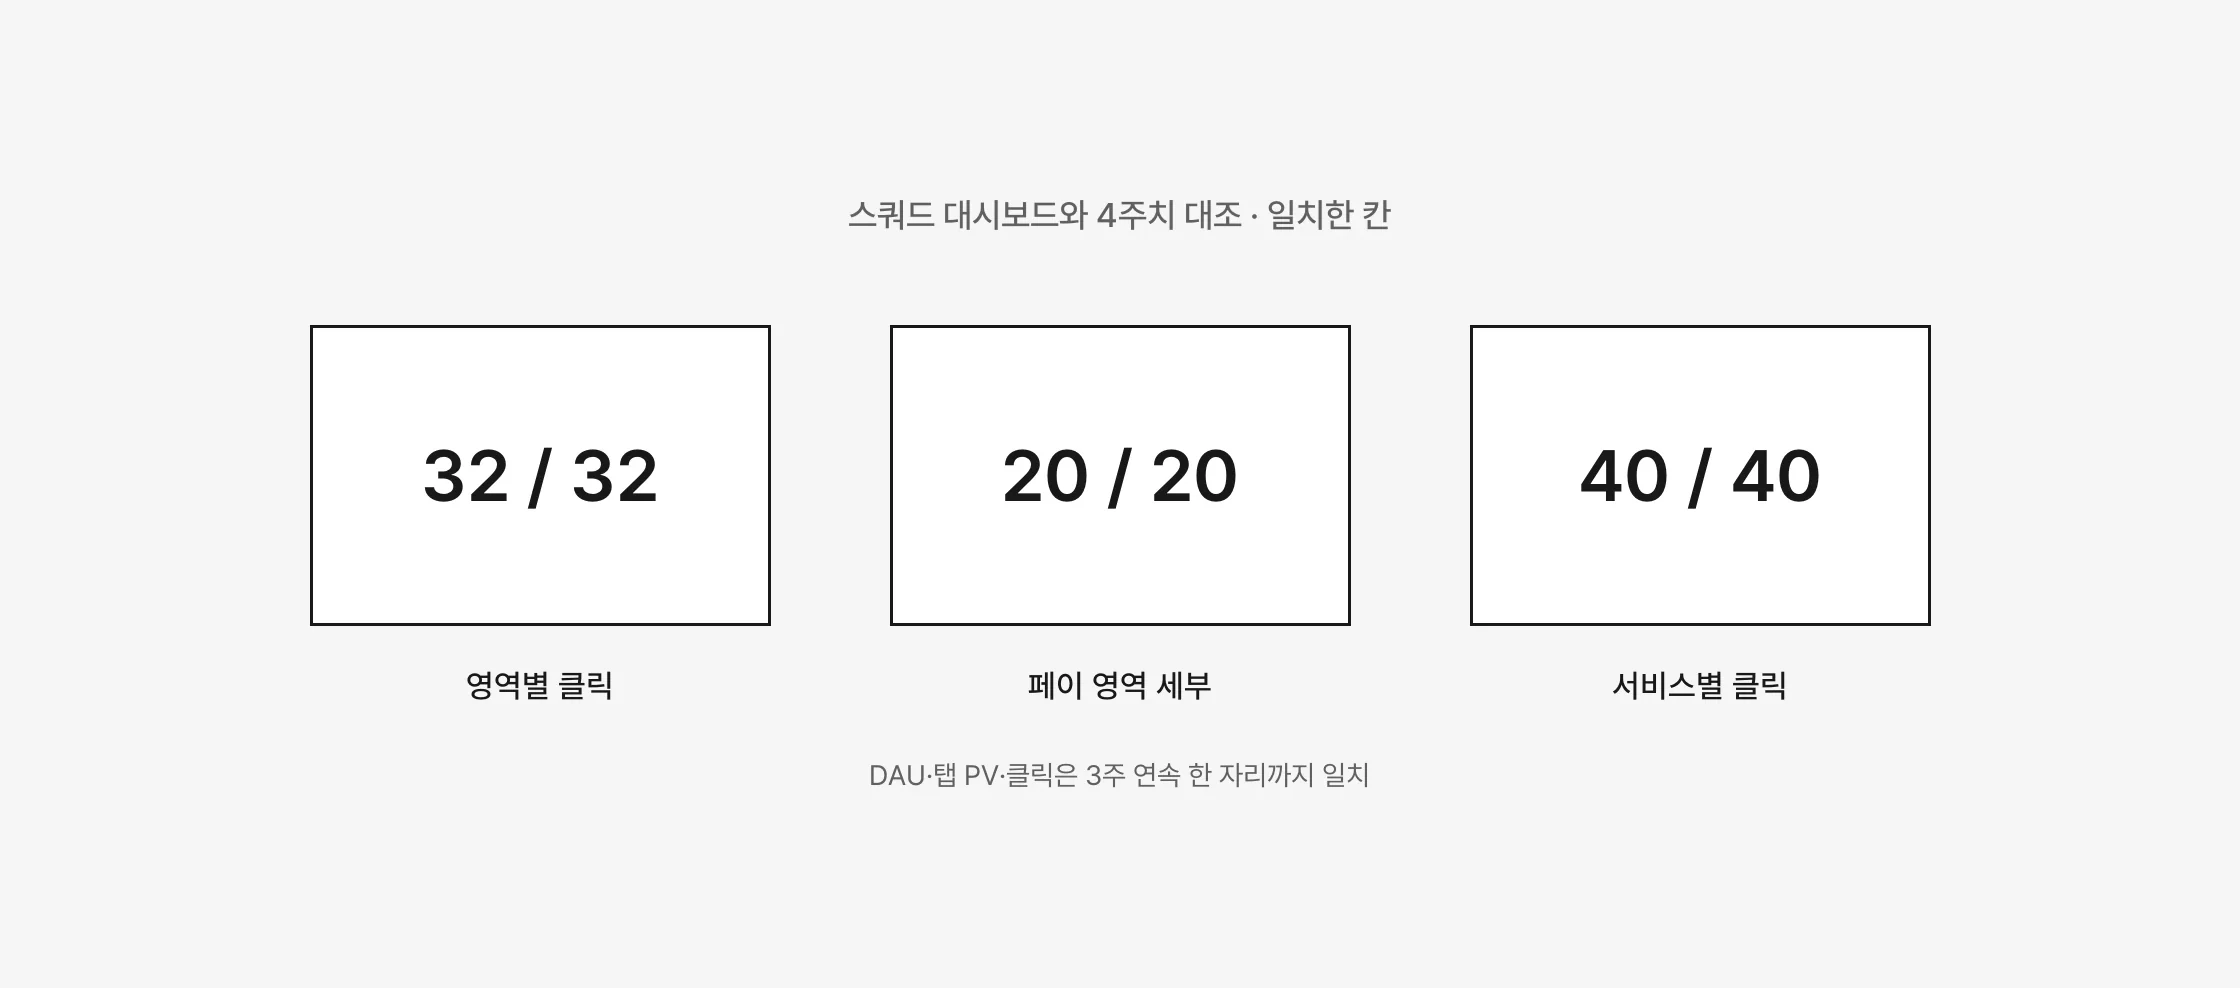 스쿼드 대시보드와 4주치 대조 · 일치한 칸
32 / 32
20 / 20
40 / 40
영역별 클릭
페이 영역 세부
서비스별 클릭
DAU·탭 PV·클릭은 3주 연속 한 자리까지 일치